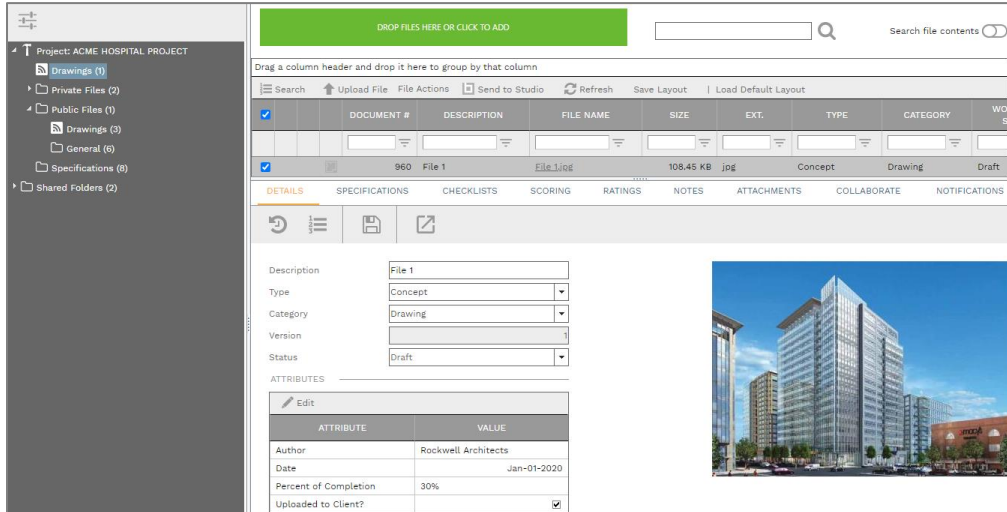 DROP FILES HERE OR CLICK TO ADD
Search file contents
Project: ACME HOSPITAL PROJECT
Drawings (1)
Private Files (2)
Public Files (1)
Drawings (3)
General (6)
Specifications (8)
Shared Folders (2)
Drag a column header and drop it here to group by that column
Search Upload File File Actions Send to Studio Refresh Save Layout | Load Default Layout
DOCUMENT # DESCRIPTION FILE NAME SIZE EXT. TYPE CATEGORY
960 File 1 File 1.jpg 108.45 KB jpg Concept Drawing Draft
DETAILS SPECIFICATIONS CHECKLISTS SCORING RATINGS NOTES ATTACHMENTS COLLABORATE NOTIFICATIONS
Description File 1
Type Concept
Category Drawing
Version 1
Status Draft
ATTRIBUTES
Edit
ATTRIBUTE VALUE
Author Rockwell Architects
Date Jan-01-2020
Percent of Completion 30%
Uploaded to Client?
macy's